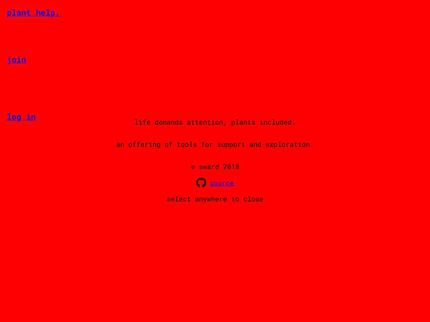 plant help.
join
log in
life demands attention, plants included.
an offering of tools for support and exploration.
© sward 2018
source
select anywhere to close